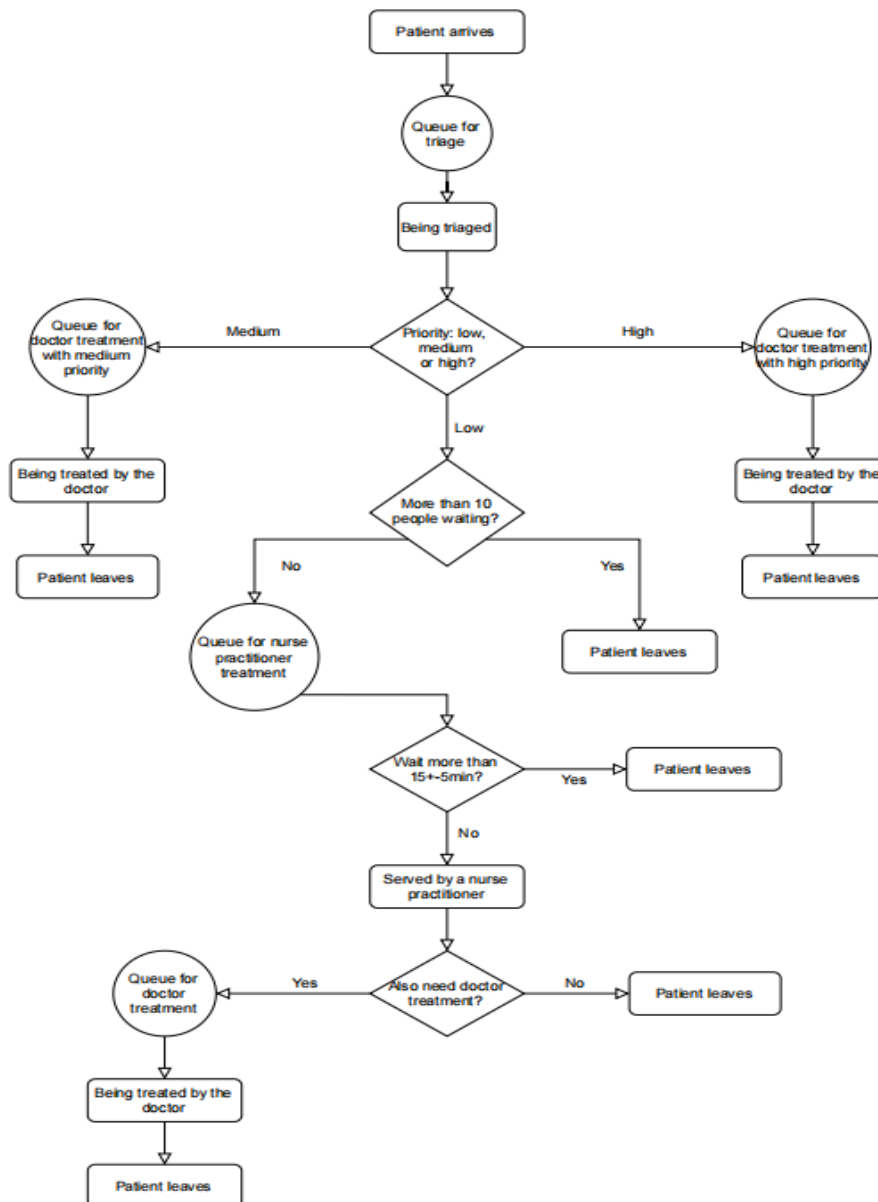 Patient arrives
Queue for
triage
Being triaged
Queue for
doctor treatment
with medium
priority
Medium
Priority: low,
medium
or high?
High
Queue for
doctor treatment
with high priority
Low
Being treated by the
doctor
More than 10
people waiting?
Being treated by the
doctor
Patient leaves
No
Yes
Patient leaves
Queue for nurse
practitioner
treatment
Patient leaves
Wait more than
15+-5min?
Yes
Patient leaves
No
Served by a nurse
practitioner
Queue for
doctor
treatment
Yes
Also need doctor
treatment?
No
Patient leaves
Being treated by the
doctor
Patient leaves